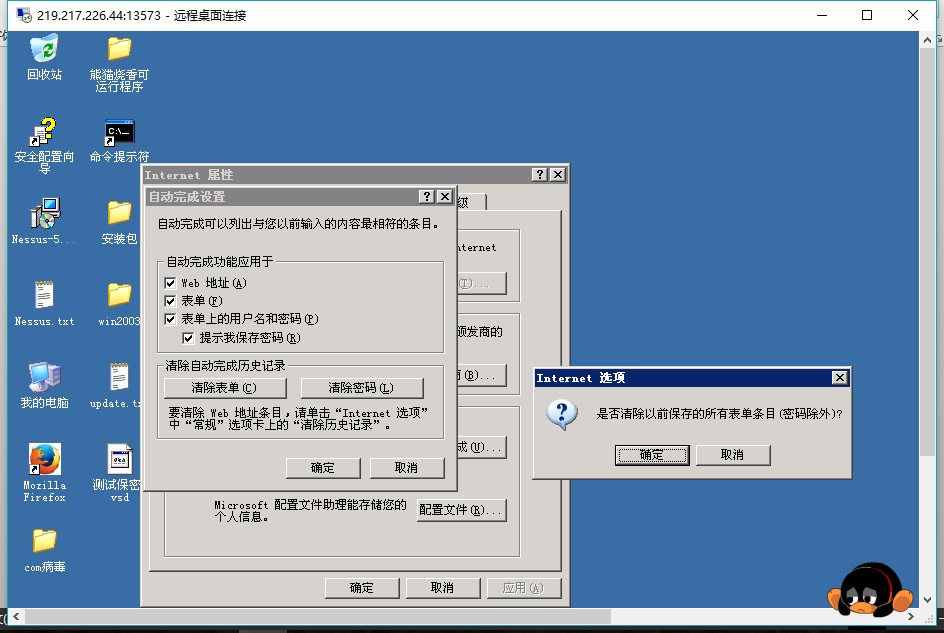 219.217.226.44:13573 - 远程桌面连接
回收站
熊猫烧香可
运行程序
安全配置向
导
命令提示符
Nessus-5...
安装包
Nessus.txt
win2003
我的电脑
update.tx
Mozilla
Firefox
测试保密
vsd
com病毒
Internet 属性
级
自动完成设置
自动完成可以列出与您以前输入的内容最相符的条目。
自动完成功能应用于
Web 地址(A)
表单(F)
表单上的用户名和密码(P)
提示我保存密码(R)
清除自动完成历史记录
清除表单(C)
清除密码(L)
要清除 Web 地址条目，请单击“Internet 选项”
中“常规”选项卡上的“清除历史记录”。
确定
取消
nternet
(T)...
颁发商的
(B)...
成(U)...
Microsoft 配置文件助理能存储您的
个人信息。
配置文件(R)...
确定
取消
应用(A)
Internet 选项
是否清除以前保存的所有表单条目(密码除外)?
确定
取消